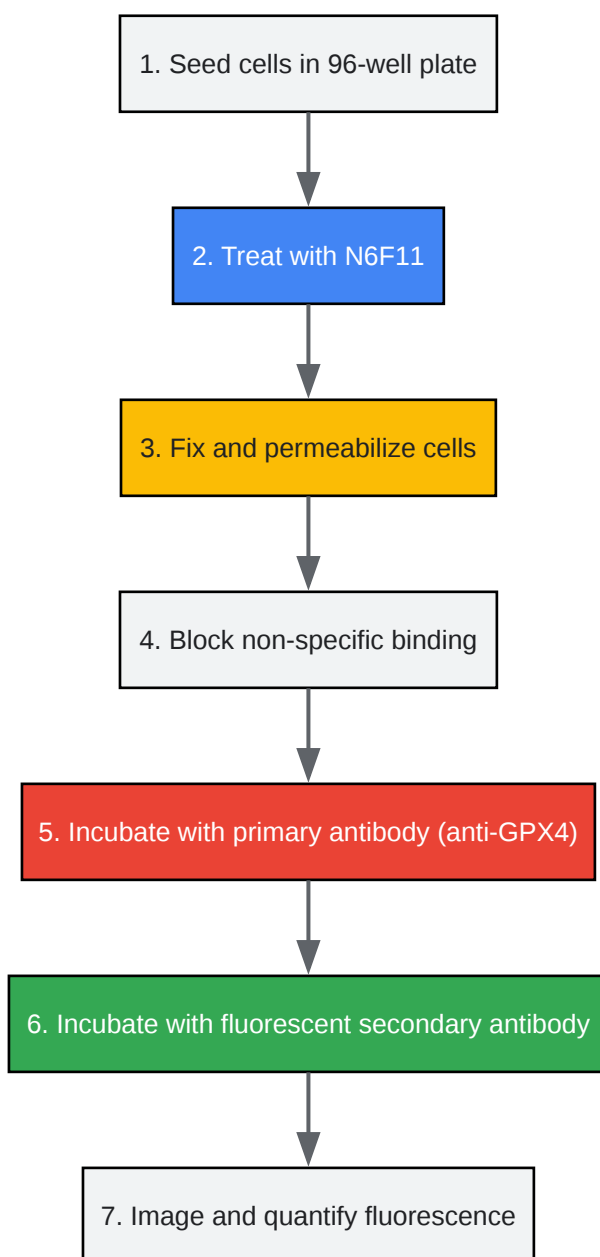 1. Seed cells in 96-well plate
2. Treat with N6F11
3. Fix and permeabilize cells
4. Block non-specific binding
5. Incubate with primary antibody (anti-GPX4)
6. Incubate with fluorescent secondary antibody
7. Image and quantify fluorescence